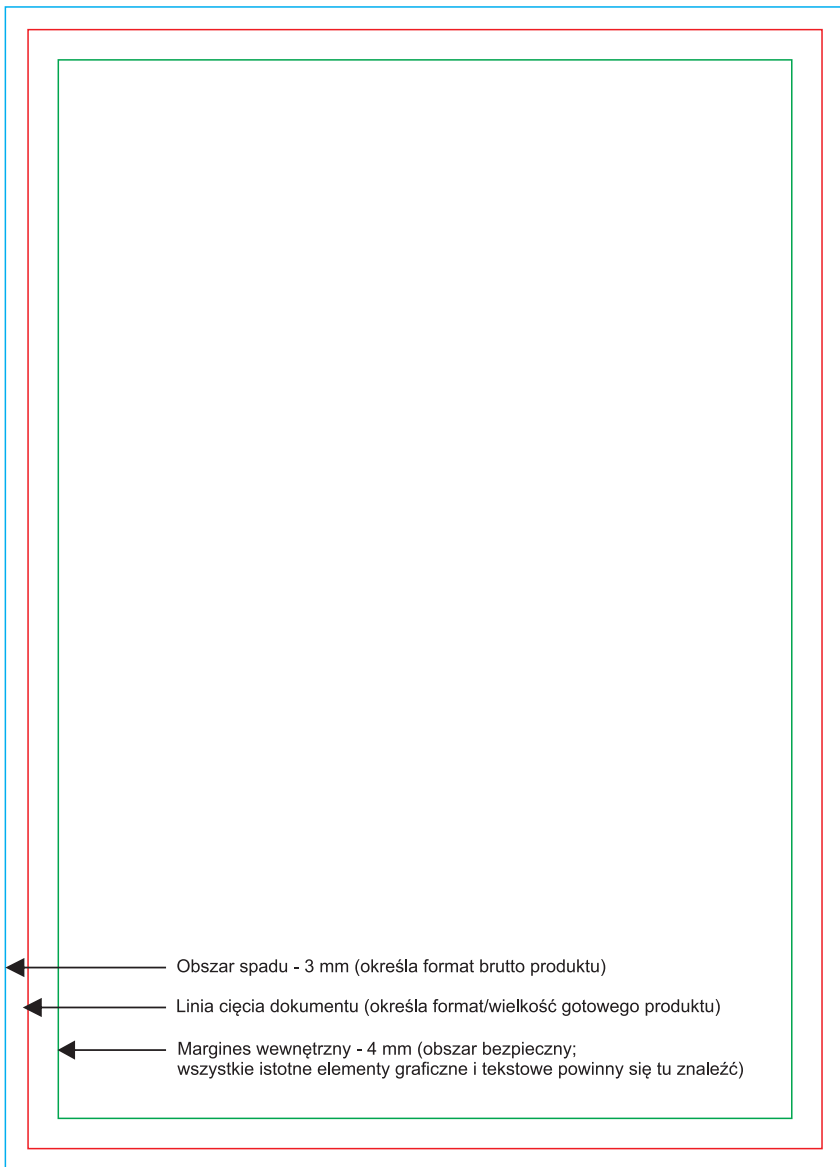 Obszar spadu - 3 mm (określa format brutto produktu)
Linia cięcia dokumentu (określa format/wielkość gotowego produktu)
Margines wewnętrzny - 4 mm (obszar bezpieczny;
wszystkie istotne elementy graficzne i tekstowe powinny się tu znaleźć)